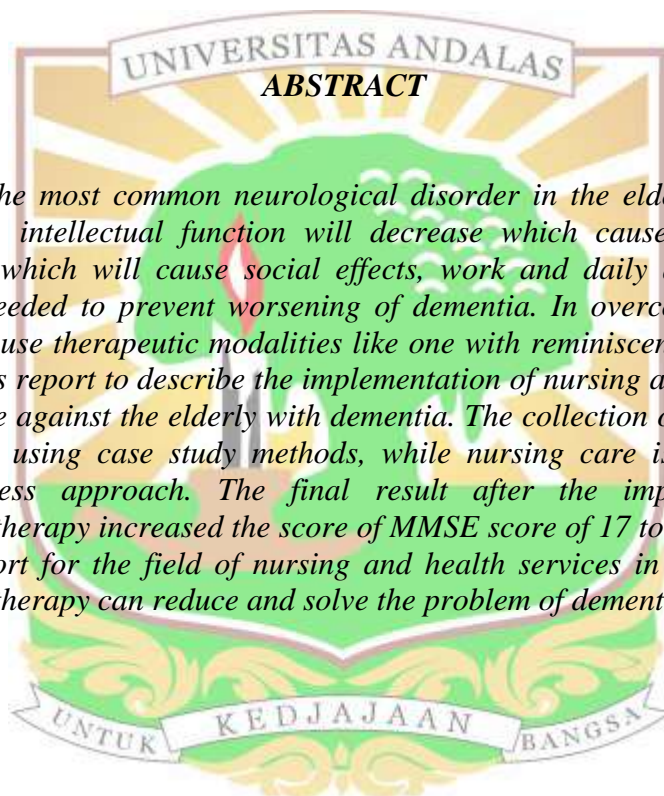 UNIVERSITAS ANDALAS
ABSTRACT
he most common neurological disorder in the elde
intellectual function will decrease which cause
which will cause social effects, work and daily
eeded to prevent worsening of dementia. In overc
use therapeutic modalities like one with reminiscen
s report to describe the implementation of nursing a
e against the elderly with dementia. The collection o
using case study methods, while nursing care is
ess approach. The final result after the imp
therapy increased the score of MMSE score of 17 to
ort for the field of nursing and health services in
therapy can reduce and solve the problem of dement
UNTUK KEDJAJAAN BANGSA